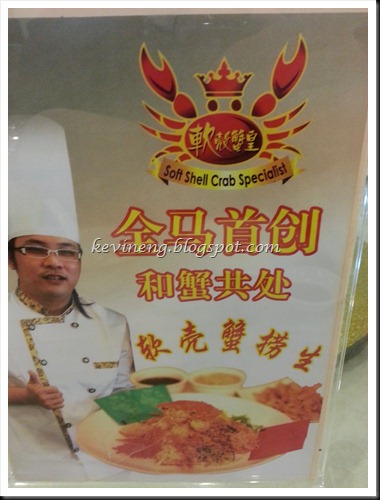 軟殼蟹皇
Soft Shell Crab Specialist
全马首创
kevineng.blogspot.com
和蟹共处
软壳蟹捞生